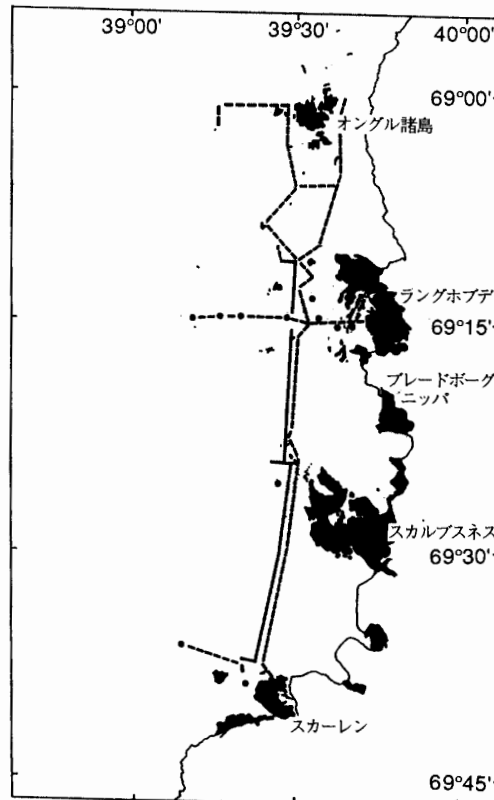 39°00'
39°30'
40°00'
69°00'
オングル諸島
ラングホブデ
69°15'
ブレードボーグ
ニッパ
スカルブスネス
69°30'
スカーレン
69°45'